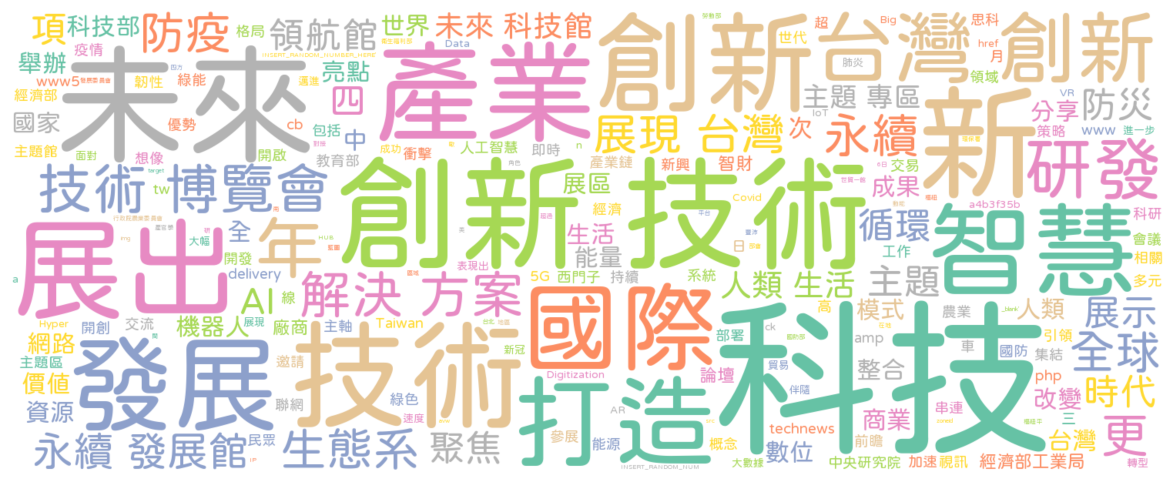 項 科技部 防疫 格局 領航館 世界 未來 科技館 創新 台灣 創新
疫情 Data 世代 超 Big 思科 href 月
舉辦 未來 亮點 產業 肺炎 領域
www5 韌性 綠能 四 主題 專區 新 VR 分享 防災
經濟部 邁進 IoT
國家 優勢 cb 包括 中 展現 台灣 次 永續 策略 www 進一步
主題館 面對 想像 開啟 教育部 成功 衝擊 人工智慧 即時 n 產業鏈 新興 智財 交易 研發
技術 博覽會 創新 技術 展區 Covid 成果 a4b3f35b
tw 全 年 經濟 科研
展出 大幅 開發 生活 日 循環 智慧 會議
delivery 表現出 能量 工作 相關
a AI 線 解決 方案 5G 西門子 持續 系統 人類 生活 主題 多元
Hyper 開創 交流 機器人 廠商 展現 主軸 Taiwan 國際 高 模式 農業 人類 展示
網路 發展 技術 部署 ck amp 車 國防 引領 全球
主題區 邀請 新冠 貿易 科技 整合 集結
價值 Digitization 論壇 伴隨 php 時代
資源 聯網 綠色 打造 AR 商業 串連 改變
速度 technews 三 更
永續 發展館 民眾 生態系 聚焦 參展 能源 概念 數位 前瞻 台灣
INSERT_RANDOM_NUM 大數據 中央研究院 加速 視訊 經濟部工業局 轉型